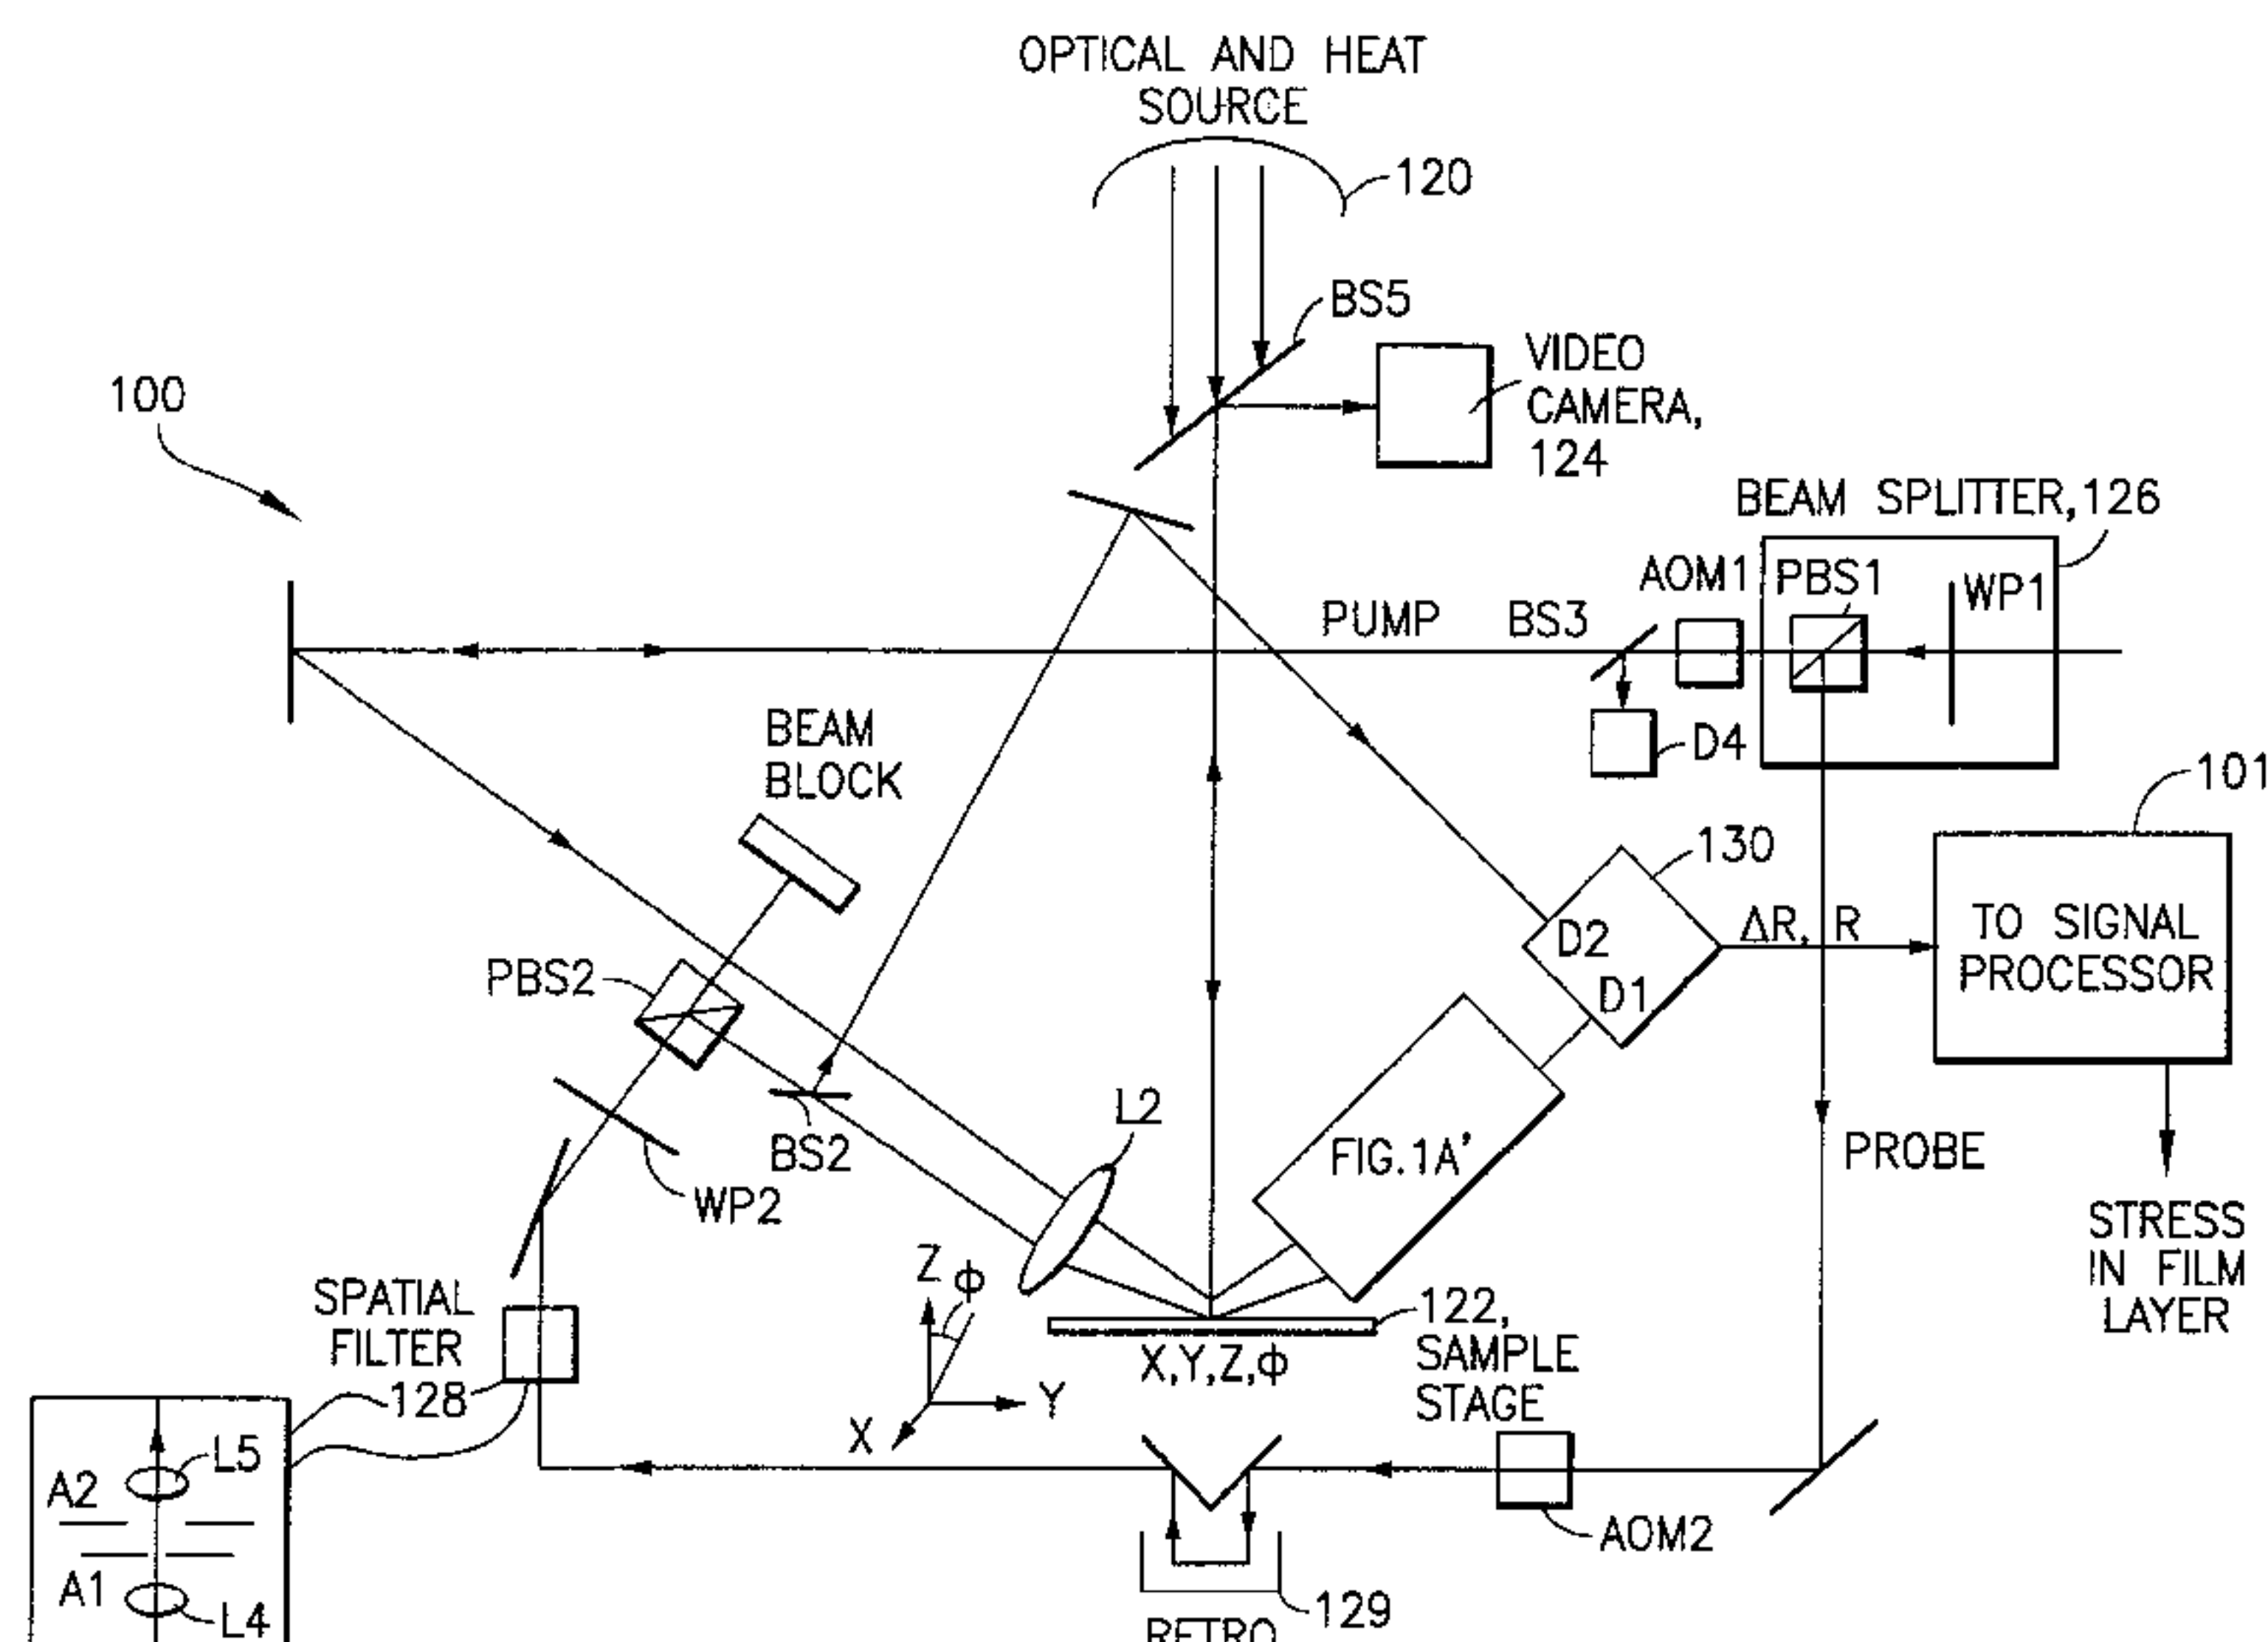 OPTICAL AND HEAT
SOURCE
120
BS5
VIDEO
CAMERA,
124
100
BEAM SPLITTER,126
AOM1
PBS1
WP1
PUMP
BS3
D4
BEAM
BLOCK
101
130
D2
D1
ΔR, R
TO SIGNAL
PROCESSOR
PBS2
BS2
L2
FIG.1A'
PROBE
WP2
STRESS
IN FILM
LAYER
Z
Φ
Y
X
SPATIAL
FILTER
128
122,
SAMPLE
STAGE
X,Y,Z,Φ
A2
L5
A1
L4
AOM2
129
RETRO